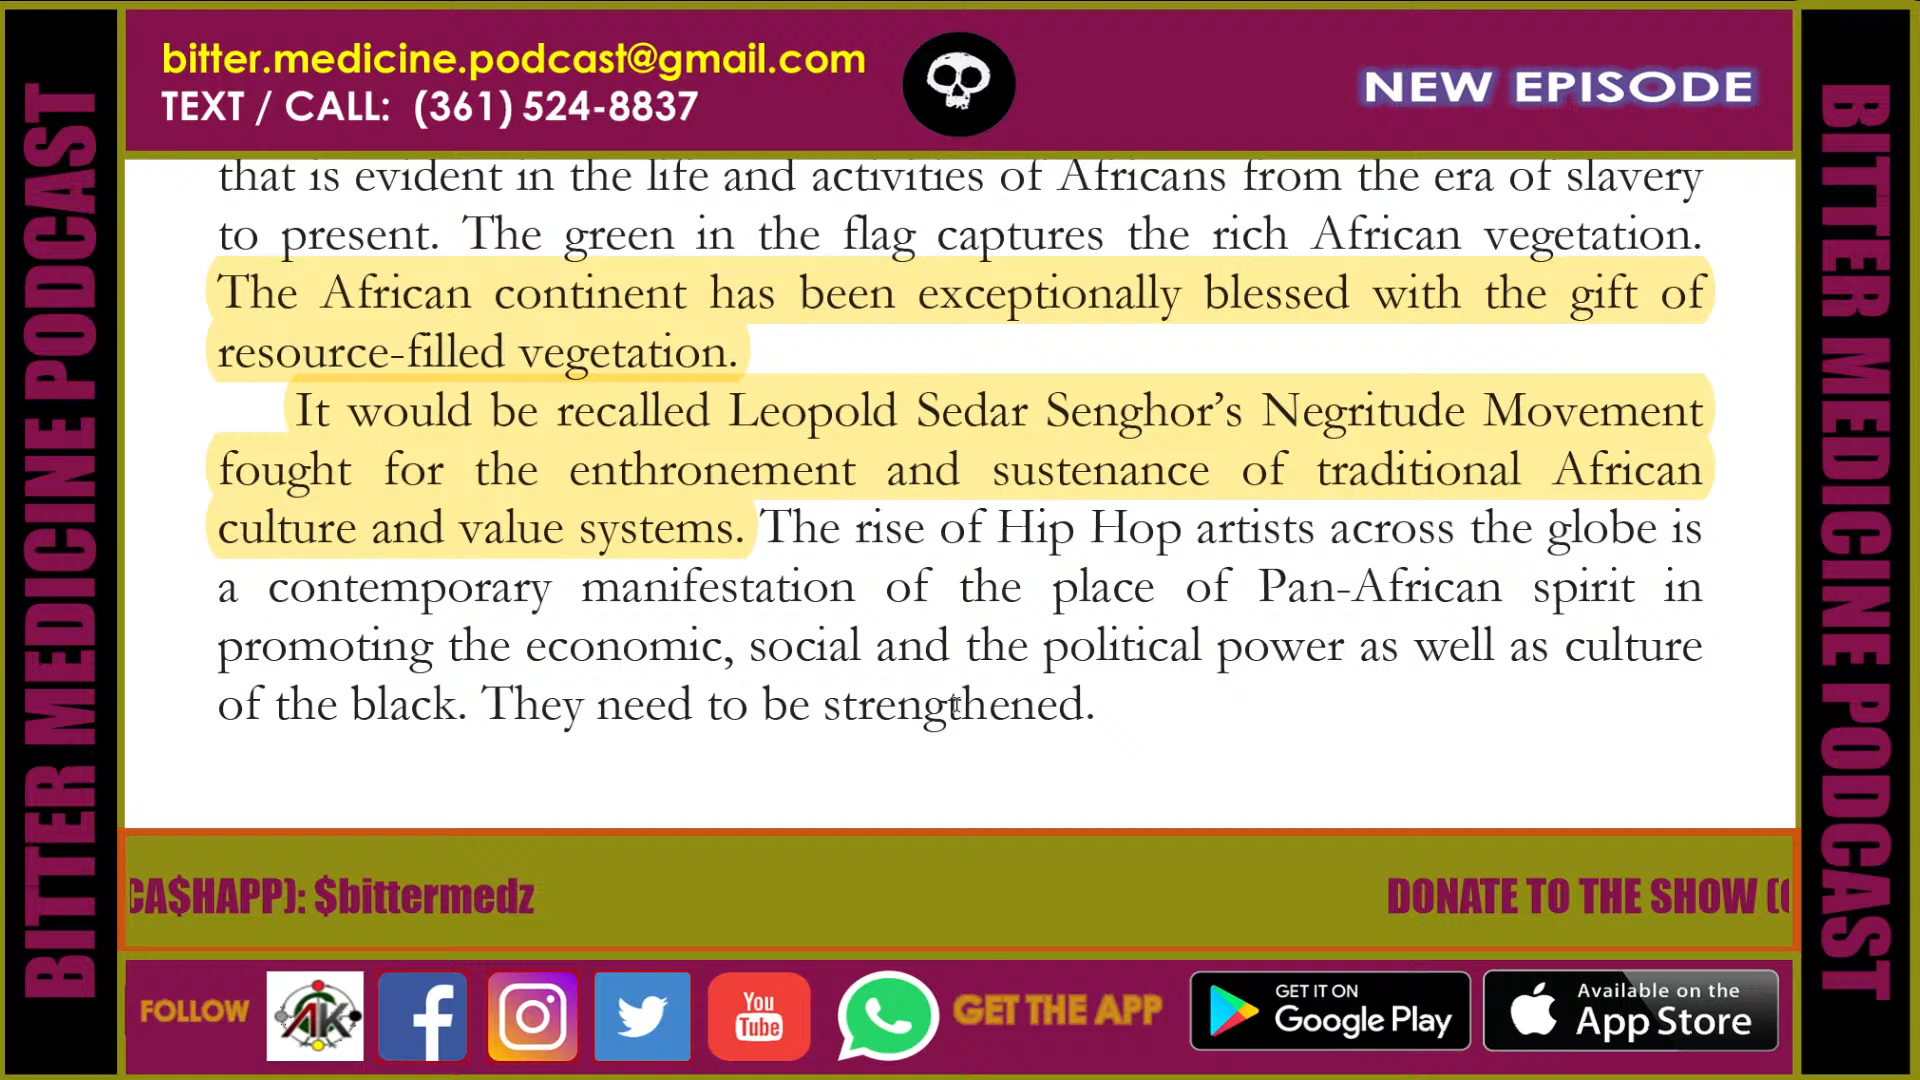 bitter.medicine.podcast@gmail.com
TEXT / CALL: (361) 524-8837
NEW EPISODE
BITTER MEDICINE PODCAST
that is evident in the life and activities of Africans from the era of slavery
to present. The green in the flag captures the rich African vegetation.
The African continent has been exceptionally blessed with the gift of
resource-filled vegetation.
It would be recalled Leopold Sedar Senghor’s Negritude Movement
fought for the enthronement and sustenance of traditional African
culture and value systems. The rise of Hip Hop artists across the globe is
a contemporary manifestation of the place of Pan-African spirit in
promoting the economic, social and the political power as well as culture
of the black. They need to be strengthened.
BITTER MEDICINE PODCAST
CA$HAPP): $bittermedz
DONATE TO THE SHOW (
FOLLOW
AK
You
Tube
GET THE APP
GET IT ON
Google Play
Available on the
App Store